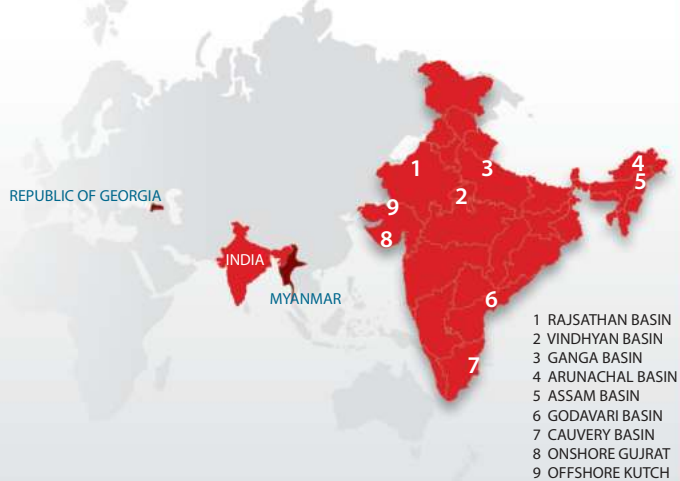 REPUBLIC OF GEORGIA
INDIA
MYANMAR
1
2
3
4
5
6
7
8
9
1 RAJSATHAN BASIN
2 VINDHYAN BASIN
3 GANGA BASIN
4 ARUNACHAL BASIN
5 ASSAM BASIN
6 GODAVARI BASIN
7 CAUVERY BASIN
8 ONSHORE GUJRAT
9 OFFSHORE KUTCH